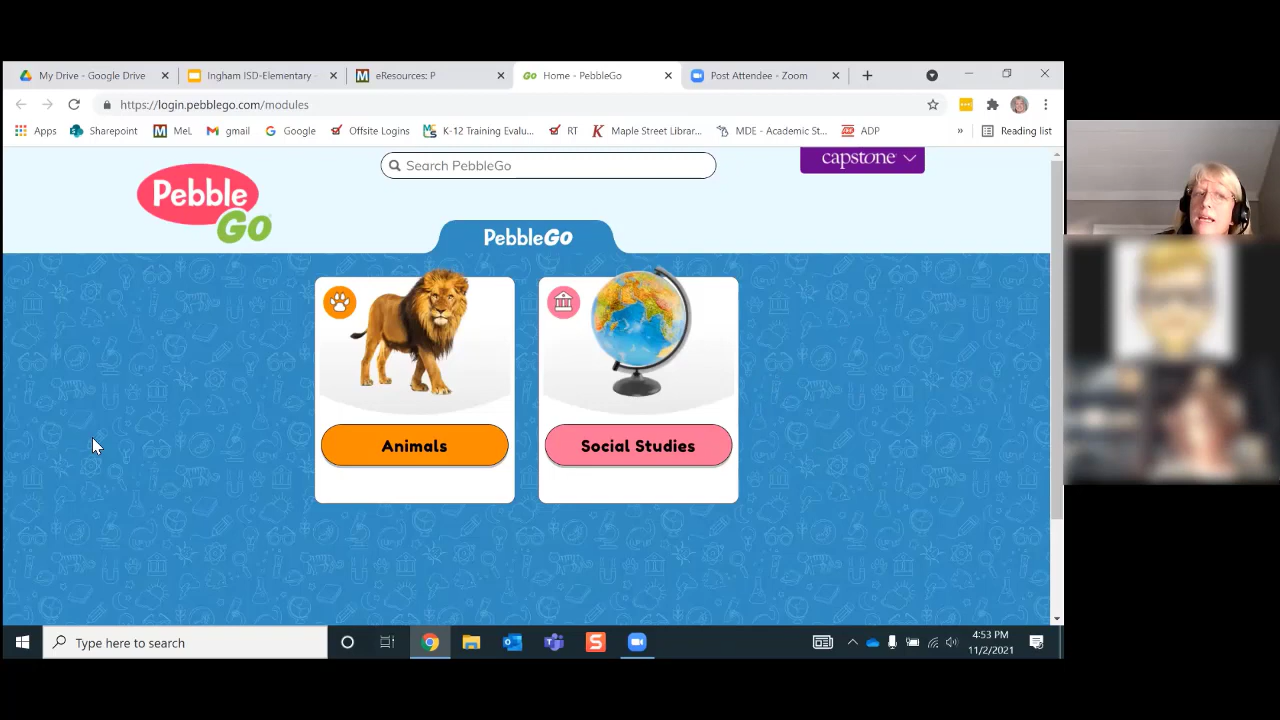 My Drive - Google Drive
Ingham ISD-Elementary -
eResources: P
Home - PebbleGo
Post Attendee - Zoom
https://login.pebblego.com/modules
Apps Sharepoint MeL gmail Google Offsite Logins K-12 Training Evalu... RT Maple Street Librar... MDE - Academic St... ADP » Reading list
Search PebbleGo
capstone
Pebble
Go
PebbleGO
Animals
Social Studies
Type here to search
4:53 PM
11/2/2021